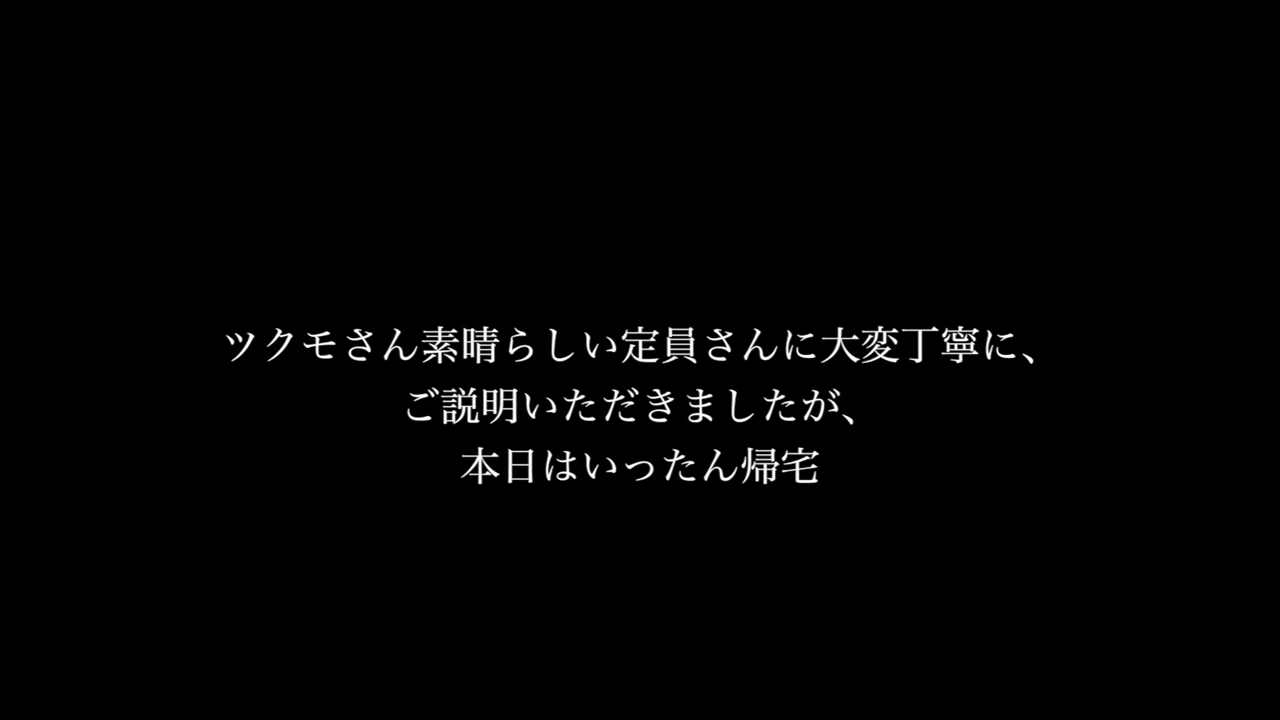 ツクモさん素晴らしい定員さんに大変丁寧に、
ご説明いただきましたが、
本日はいったん帰宅